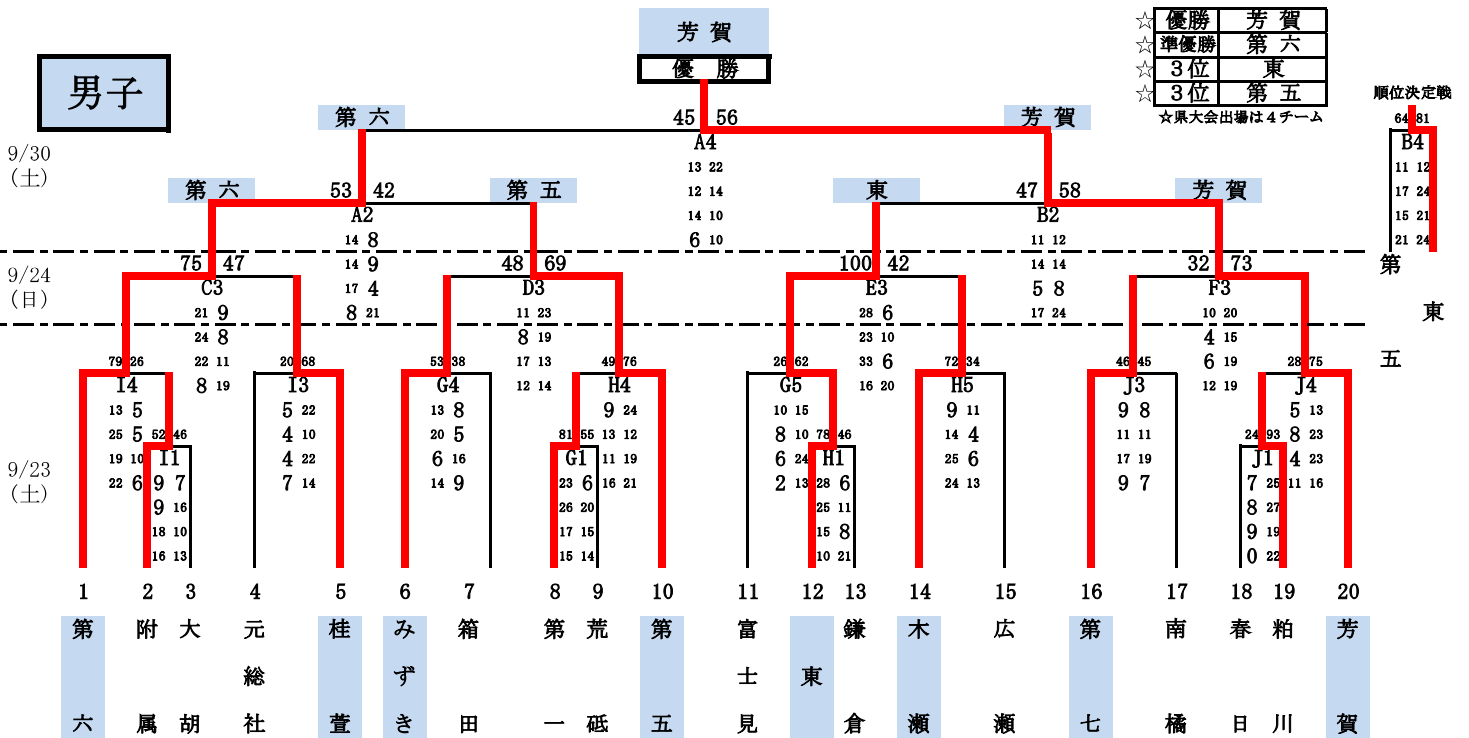 芳 賀
優 勝
男子
☆ 優勝 芳 賀
☆ 準優勝 第 六
☆ 3位 東
☆ 3位 第 五
☆県大会出場は4チーム
順位決定戦
9/30
(土)
第 六 45 56 芳 賀 64 81
A4 B4
13 22 11 12
12 14 17 24
14 10 15 21
6 10 21 24
第 六 53 42 第 五 東 47 58 芳 賀
A2 B2
14 8 11 12
14 9 14 14
17 4 5 8
8 21 17 24
第五 東
9/24
(日)
75 47 48 69 100 42 32 73
C3 D3 E3 F3
21 9 11 23 28 6 10 20
24 8 8 19 23 10 4 15
22 11 17 13 33 6 6 19
8 19 12 14 16 20 12 19
9/23
(土)
79 26 20 68 53 38 49 76 26 62 72 34 46 45 28 75
I4 I3 G4 H4 G5 H5 J3 J4
13 5 5 22 13 8 9 24 10 15 9 11 9 8 5 13
25 5 4 10 20 5 13 12 8 10 14 4 11 11 8 23
19 10 4 22 6 16 11 19 6 24 25 6 17 19 4 23
22 6 7 14 14 9 16 21 2 13 24 13 9 7 11 16
52 46 81 55 78 46 24 93
I1 G1 H1 J1
9 7 23 6 28 6 7 25
9 16 26 20 25 11 8 27
18 10 17 15 15 8 9 19
16 13 15 14 10 21 0 22
1 2 3 4 5 6 7 8 9 10 11 12 13 14 15 16 17 18 19 20
第六
附属
大胡
元総社
桂萱
みずき
箱田
第一
荒砥
第五
富士見
東
鎌倉
木瀬
広瀬
第七
南橘
春日
粕川
芳賀